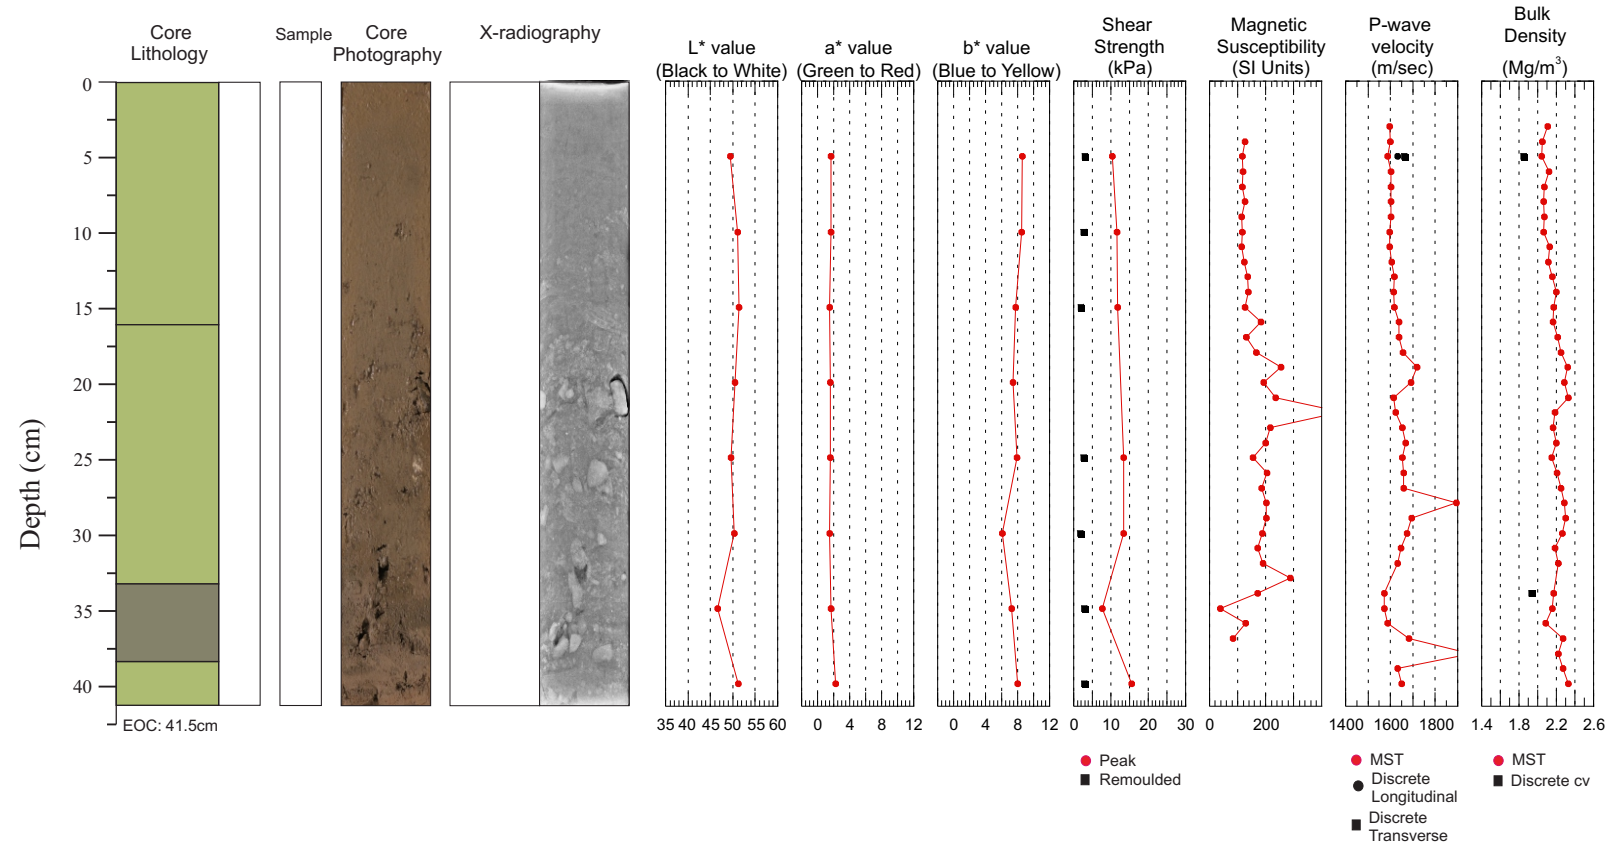 Core
Lithology
Sample
Core
Photography
X-radiography
L* value
(Black to White)
a* value
(Green to Red)
b* value
(Blue to Yellow)
Shear
Strength
(kPa)
Magnetic
Susceptibility
(SI Units)
P-wave
velocity
(m/sec)
Bulk
Density
(Mg/m³)
Depth (cm)
0
5
10
15
20
25
30
35
40
EOC: 41.5cm
35 40 45 50 55 60
0 4 8 12
0 4 8 12
0 10 20 30
0 200
1400 1600 1800
1.4 1.8 2.2 2.6
Peak
Remoulded
MST
Discrete
Longitudinal
Discrete
Transverse
MST
Discrete cv